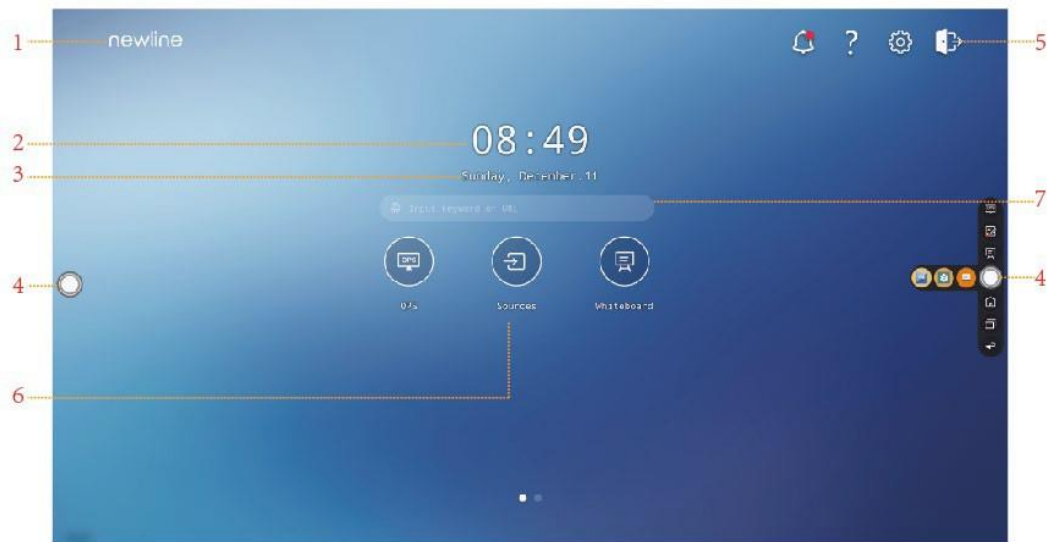 1
newline
5
2
08:49
3
Sunday, December.11
7
Input keyword or URL
4
OPS
4
OPS
Sources
Whiteboard
6